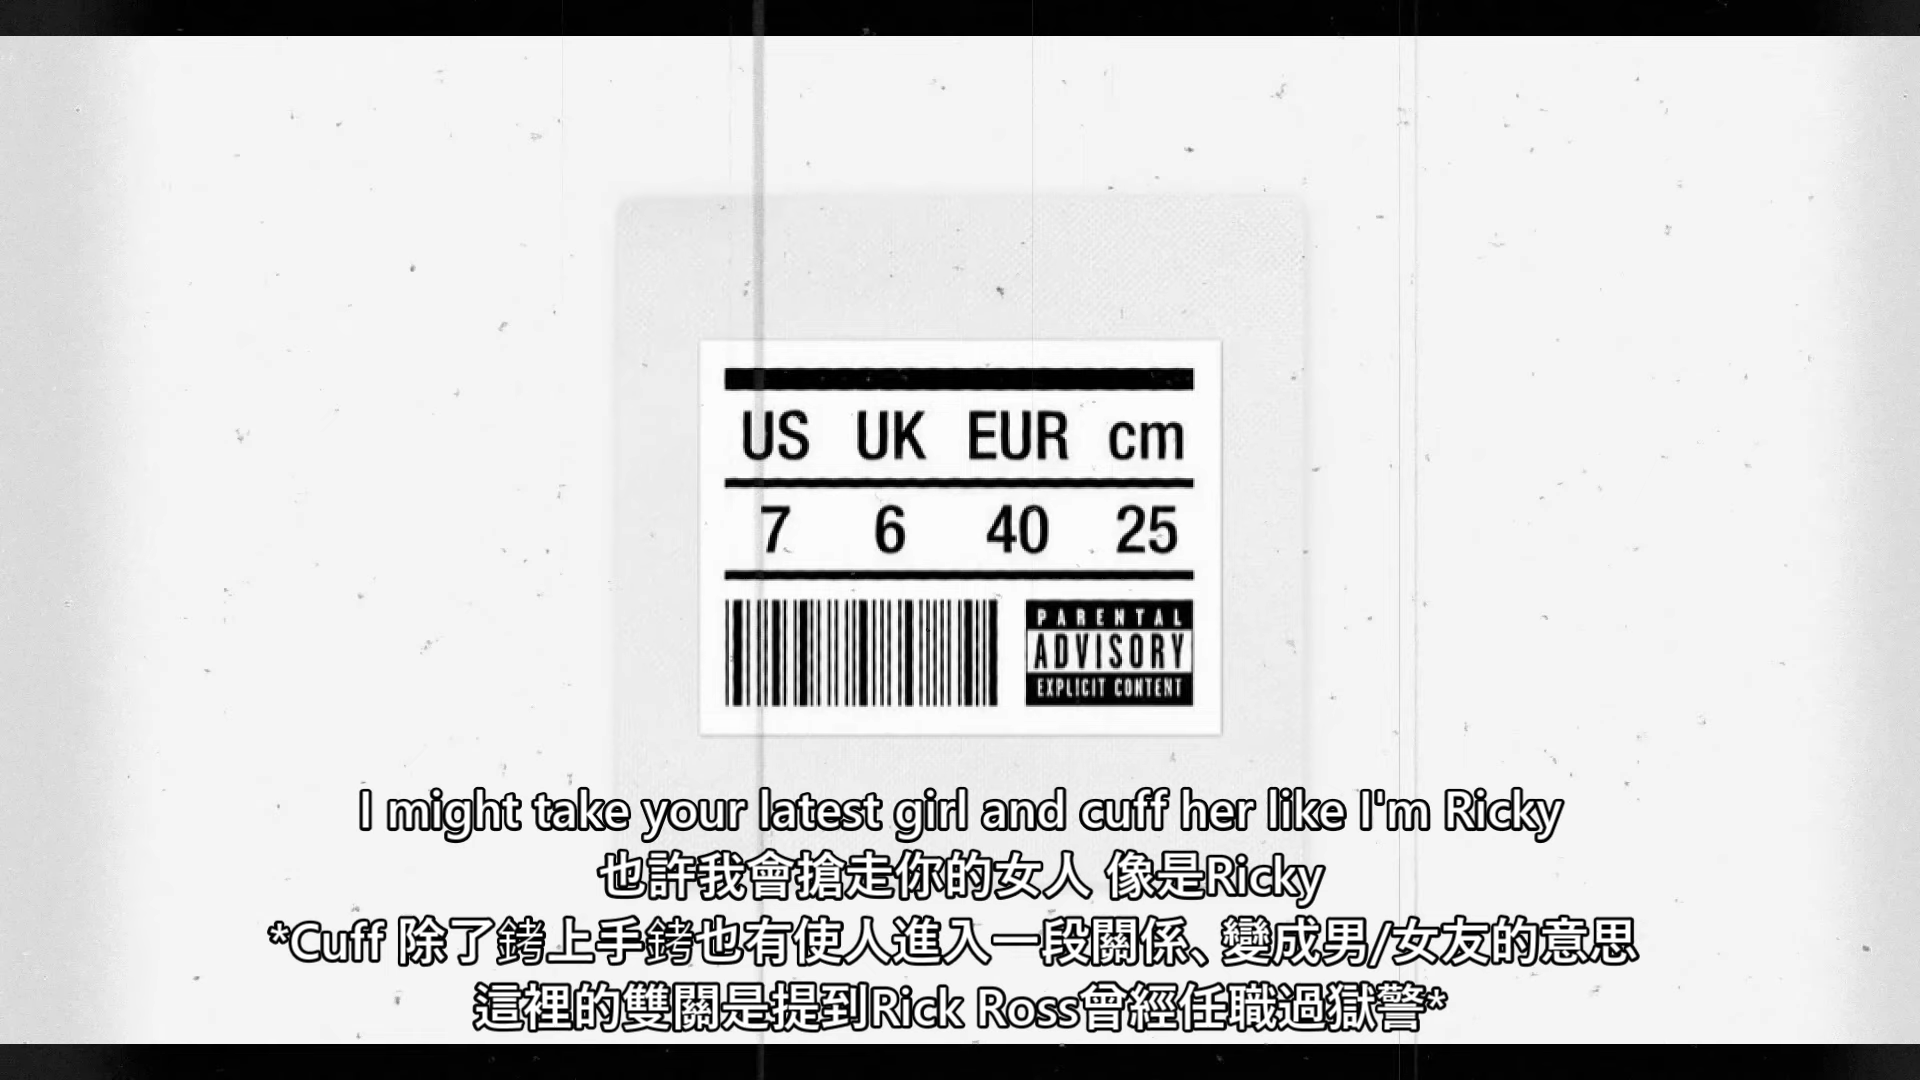 US UK EUR cm
7 6 40 25
PARENTAL
ADVISORY
EXPLICIT CONTENT
I might take your latest girl and cuff her like I'm Ricky
也許我會搶走你的女人 像是Ricky
*Cuff 除了銬上手銬也有使人進入一段關係、變成男/女友的意思
這裡的雙關是提到Rick Ross曾經任職過獄警*